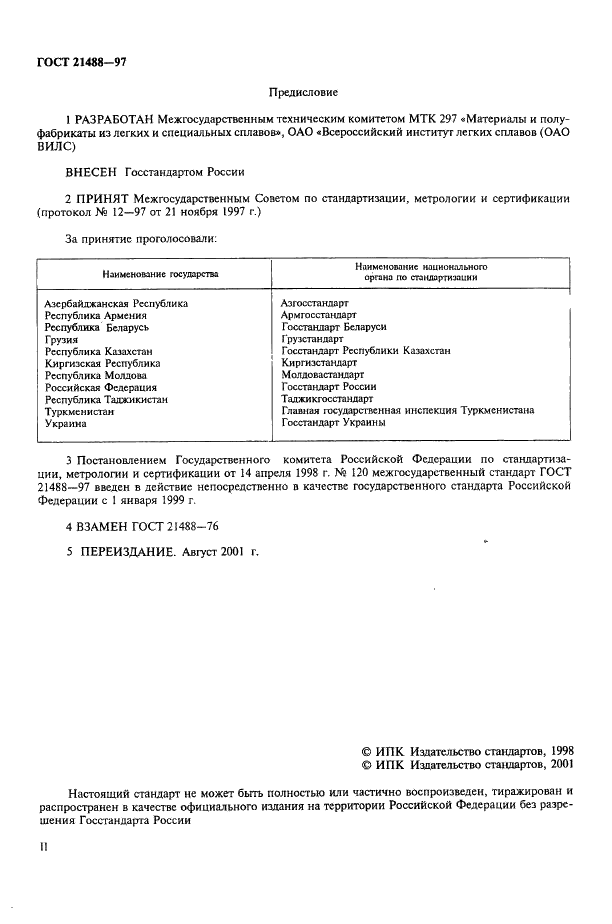 ГОСТ 21488—97
Предисловие
1 РАЗРАБОТАН Межгосударственным техническим комитетом МТК 297 «Материалы и полу-
фабрикаты из легких и специальных сплавов», ОАО «Всероссийский институт легких сплавов (ОАО
ВИЛС)
ВНЕСЕН Госстандартом России
2 ПРИНЯТ Межгосударственным Советом по стандартизации, метрологии и сертификации
(протокол № 12—97 от 21 ноября 1997 г.)
За принятие проголосовали:
Наименование государства
Наименование национального
органа по стандартизации
Азербайджанская Республика Азгосстандарт
Республика Армения Армгосстандарт
Республика Беларусь Госстандарт Беларуси
Грузия Грузстандарт
Республика Казахстан Госстандарт Республики Казахстан
Киргизская Республика Киргизстандарт
Республика Молдова Молдовастандарт
Российская Федерация Госстандарт России
Республика Таджикистан Таджикгосстандарт
Туркменистан Главная государственная инспекция Туркменистана
Украина Госстандарт Украины
3 Постановлением Государственного комитета Российской Федерации по стандартиза-
ции, метрологии и сертификации от 14 апреля 1998 г. № 120 межгосударственный стандарт ГОСТ
21488—97 введен в действие непосредственно в качестве государственного стандарта Российской
Федерации с 1 января 1999 г.
4 ВЗАМЕН ГОСТ 21488—76
5 ПЕРЕИЗДАНИЕ. Август 2001 г.
© ИПК Издательство стандартов, 1998
© ИПК Издательство стандартов, 2001
Настоящий стандарт не может быть полностью или частично воспроизведен, тиражирован и
распространен в качестве официального издания на территории Российской Федерации без разре-
шения Госстандарта России
II